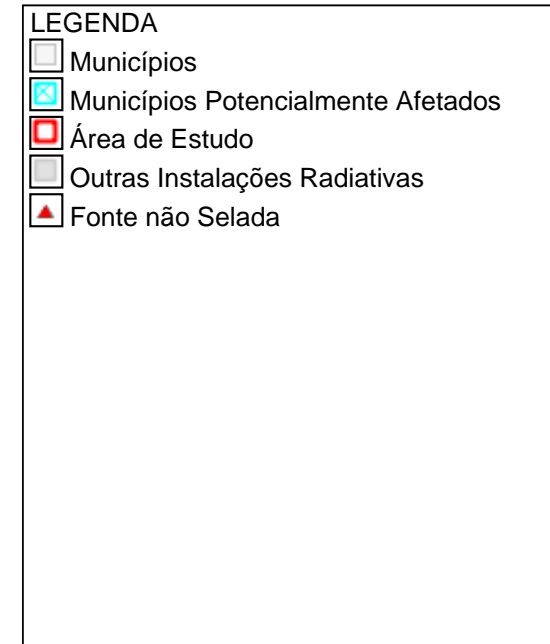 LEGENDA
Municípios
Municípios Potencialmente Afetados
Área de Estudo
Outras Instalações Radiativas
Fonte não Selada